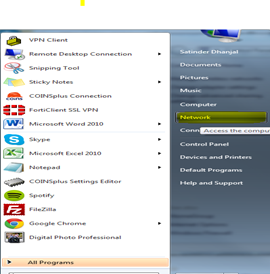 VPN Client
Remote Desktop Connection
Snipping Tool
Sticky Notes
COINSplus Connection
FortiClient SSL VPN
Microsoft Word 2010
Skype
Microsoft Excel 2010
Notepad
COINSplus Settings Editor
Spotify
FileZilla
Google Chrome
Digital Photo Professional
All Programs
Satinder Dhanjal
Documents
Pictures
Music
Computer
Network
Conn
Access the compu
Control Panel
Devices and Printers
Default Programs
Help and Support